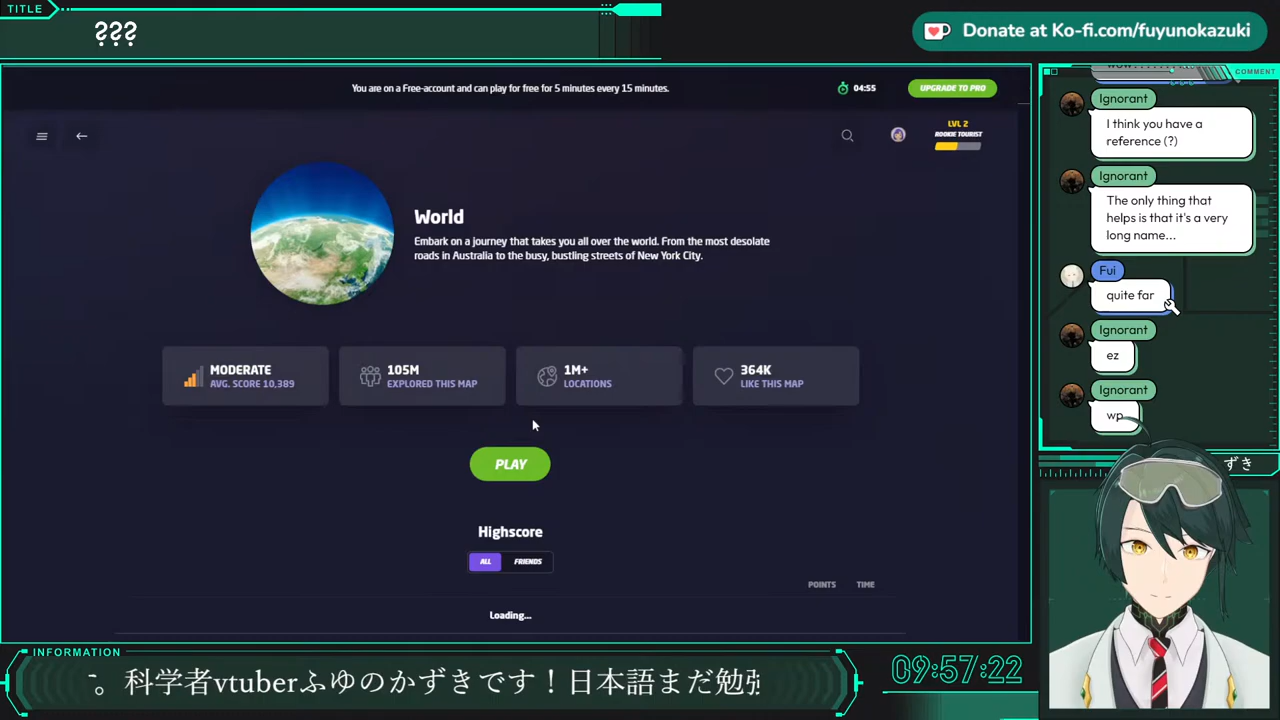 TITLE
???
Donate at Ko-fi.com/fuyunokazuki
You are on a Free-account and can play for free for 5 minutes every 15 minutes.
04:55
UPGRADE TO PRO
LVL 2
ROOKIE TOURIST
World
Embark on a journey that takes you all over the world. From the most desolate
roads in Australia to the busy, bustling streets of New York City.
MODERATE
AVG. SCORE 10,389
105M
EXPLORED THIS MAP
1M+
LOCATIONS
364K
LIKE THIS MAP
PLAY
Highscore
ALL
FRIENDS
POINTS
TIME
Loading...
COMMENT
Ignorant
I think you have a
reference (?)
Ignorant
The only thing that
helps is that it's a very
long name...
Fui
quite far
Ignorant
ez
Ignorant
wp
ずき
INFORMATION
。科学者vtuberふゆのかずきです！日本語まだ勉強
09:57:22